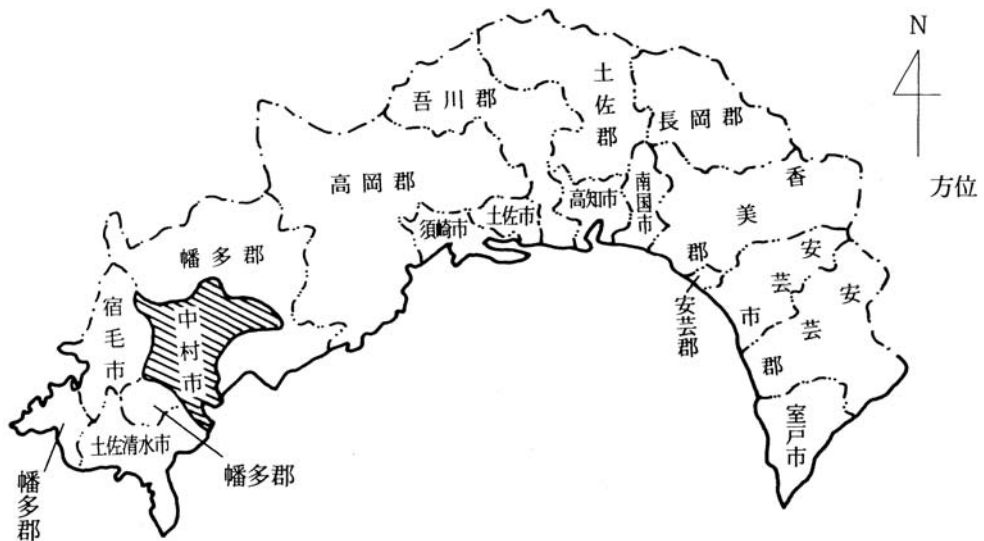 N
方位
吾川郡
土佐郡
長岡郡
高岡郡
香美郡
南国市
高知市
土佐市
須崎市
幡多郡
安芸市
安芸郡
安芸郡
宿毛市
中村市
室戸市
土佐清水市
幡多郡
幡多郡